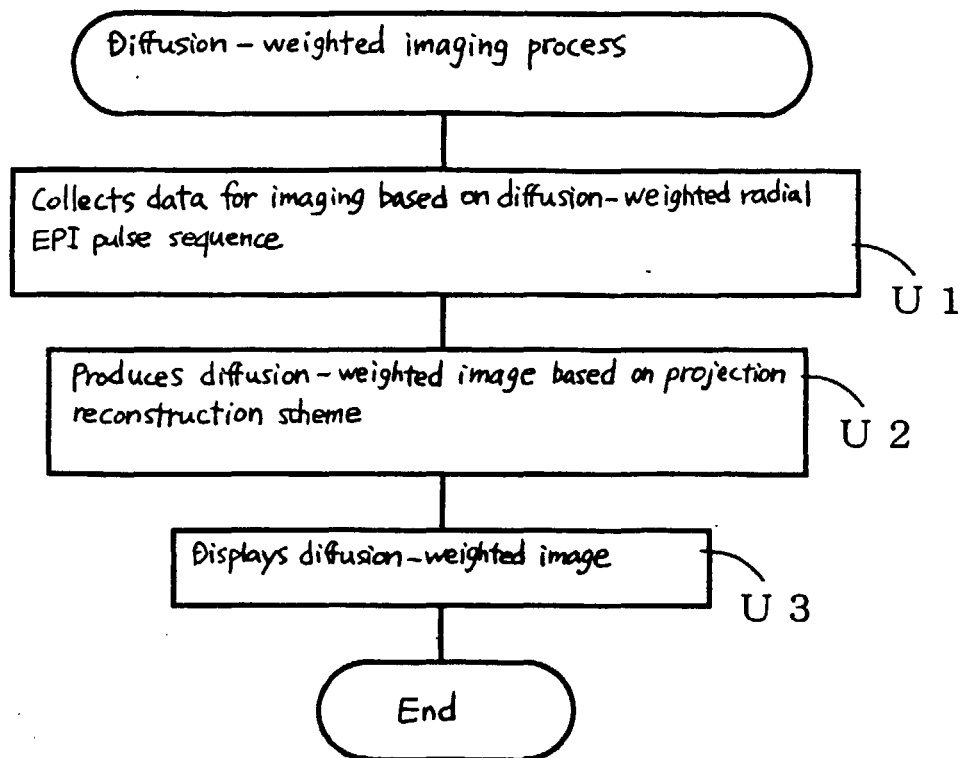 Diffusion-weighted imaging process
Collects data for imaging based on diffusion-weighted radial
EPI pulse sequence
U 1
Produces diffusion-weighted image based on projection
reconstruction scheme
U 2
Displays diffusion-weighted image
U 3
End